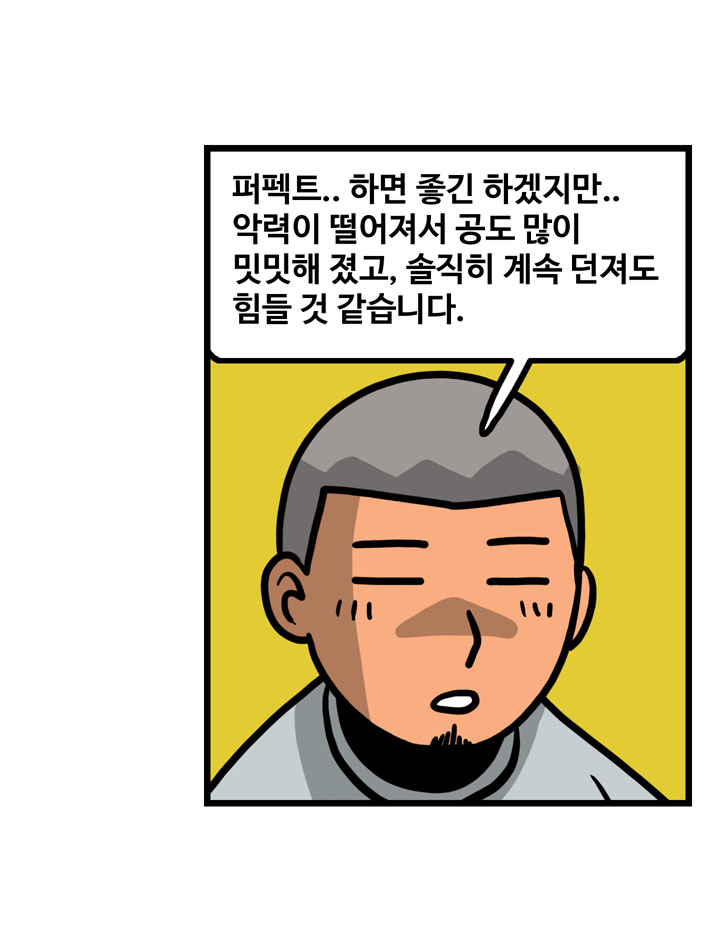 퍼펙트.. 하면 좋긴 하겠지만..
악력이 떨어져서 공도 많이
밋밋해 졌고, 솔직히 계속 던져도
힘들 것 같습니다.